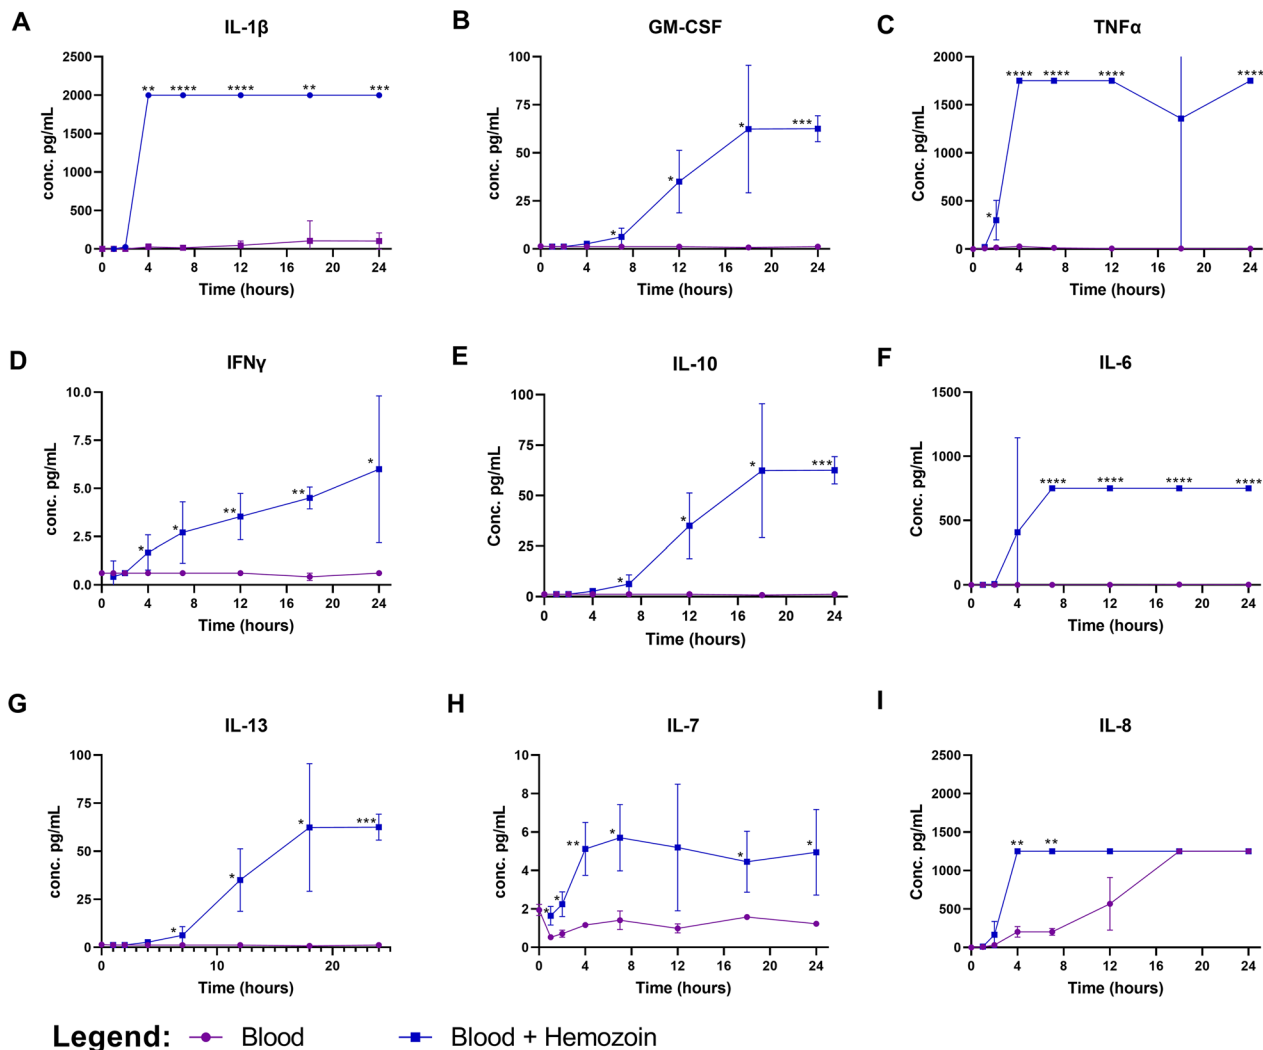 A
IL-1β
conc. pg/mL
2500
2000
1500
1000
500
0
** **** **** ** ***
0 4 8 12 16 20 24
Time (hours)
B
GM-CSF
conc. pg/mL
100
75
50
25
0
* * * ***
0 4 8 12 16 20 24
Time (hours)
C
TNFα
Conc. pg/mL
2000
1500
1000
500
0
* **** **** **** ****
0 4 8 12 16 20 24
Time (hours)
D
IFNγ
conc. pg/mL
10.0
7.5
5.0
2.5
0.0
* * ** ** *
0 4 8 12 16 20 24
Time (hours)
E
IL-10
Conc. pg/mL
100
75
50
25
0
* * * ***
0 4 8 12 16 20 24
Time (hours)
F
IL-6
Conc. pg/mL
1500
1000
500
0
**** **** **** ****
0 4 8 12 16 20 24
Time (hours)
G
IL-13
conc. pg/mL
100
75
50
25
0
* * * ***
0 10 20
Time (hours)
H
IL-7
conc. pg/mL
10
8
6
4
2
0
* * ** * * *
0 4 8 12 16 20 24
Time (hours)
I
IL-8
Conc. pg/mL
2500
2000
1500
1000
500
0
** **
0 4 8 12 16 20 24
Time (hours)
Legend: Blood Blood + Hemozoin